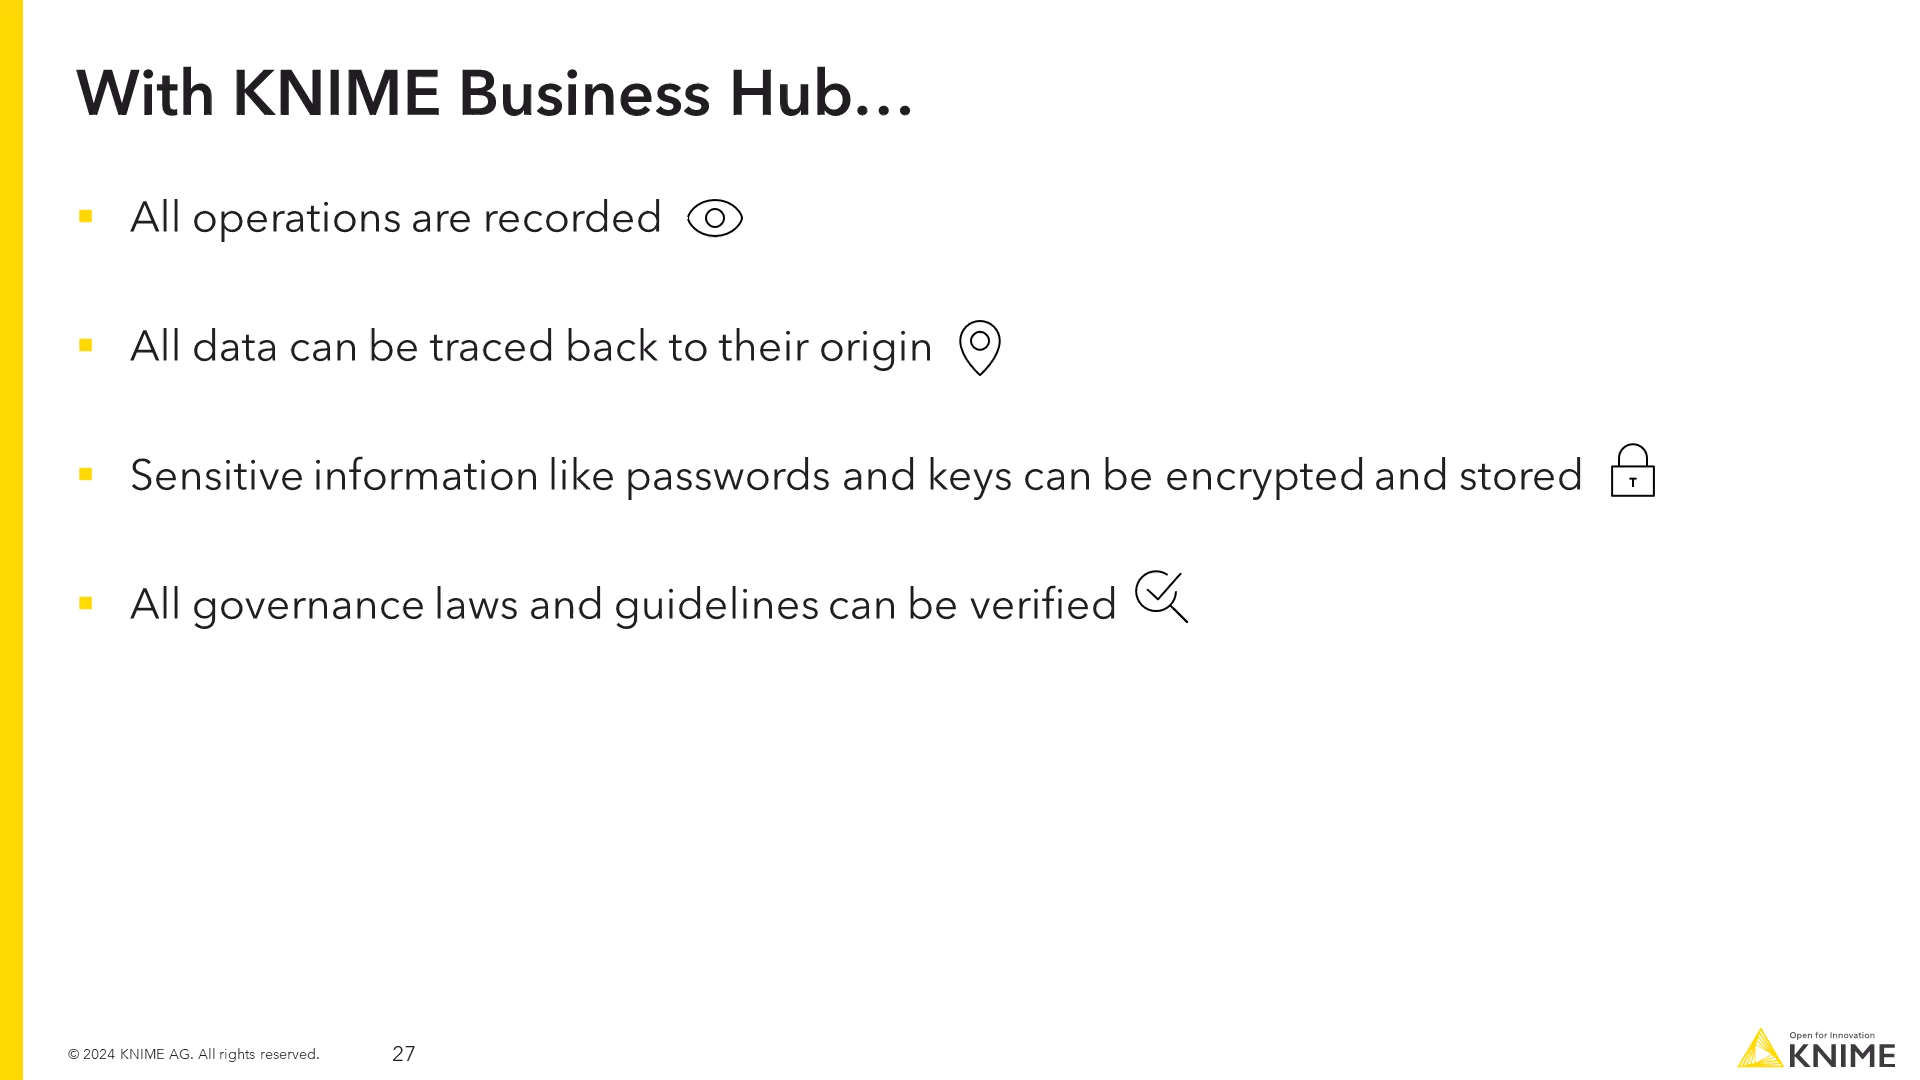 With KNIME Business Hub…
▪ All operations are recorded
▪ All data can be traced back to their origin
▪ Sensitive information like passwords and keys can be encrypted and stored
▪ All governance laws and guidelines can be verified
© 2024 KNIME AG. All rights reserved.
27
Open for Innovation
KNIME